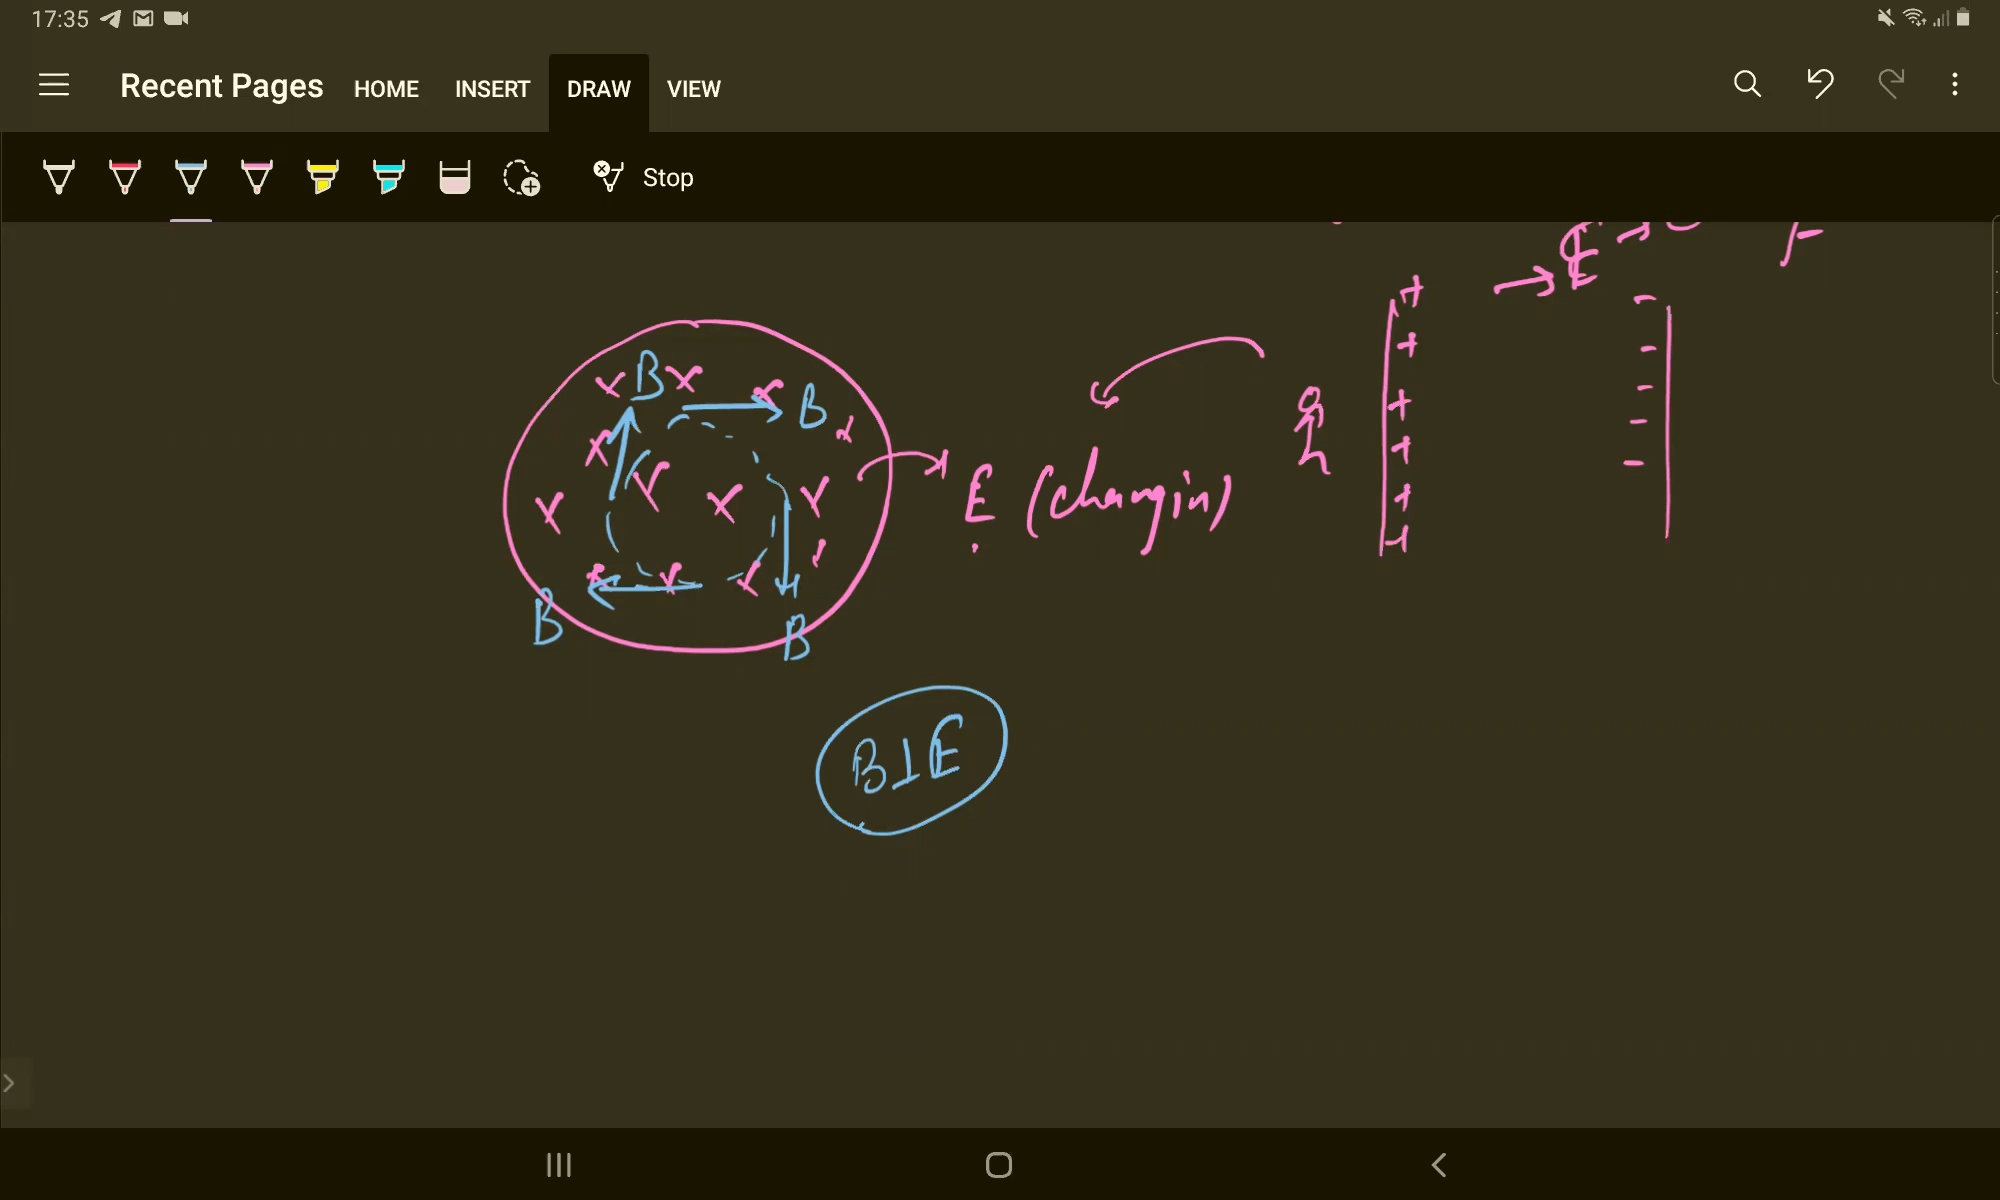 17:35
Recent Pages HOME INSERT DRAW VIEW
Stop
E
B B
E (changin)
B B
B⊥E